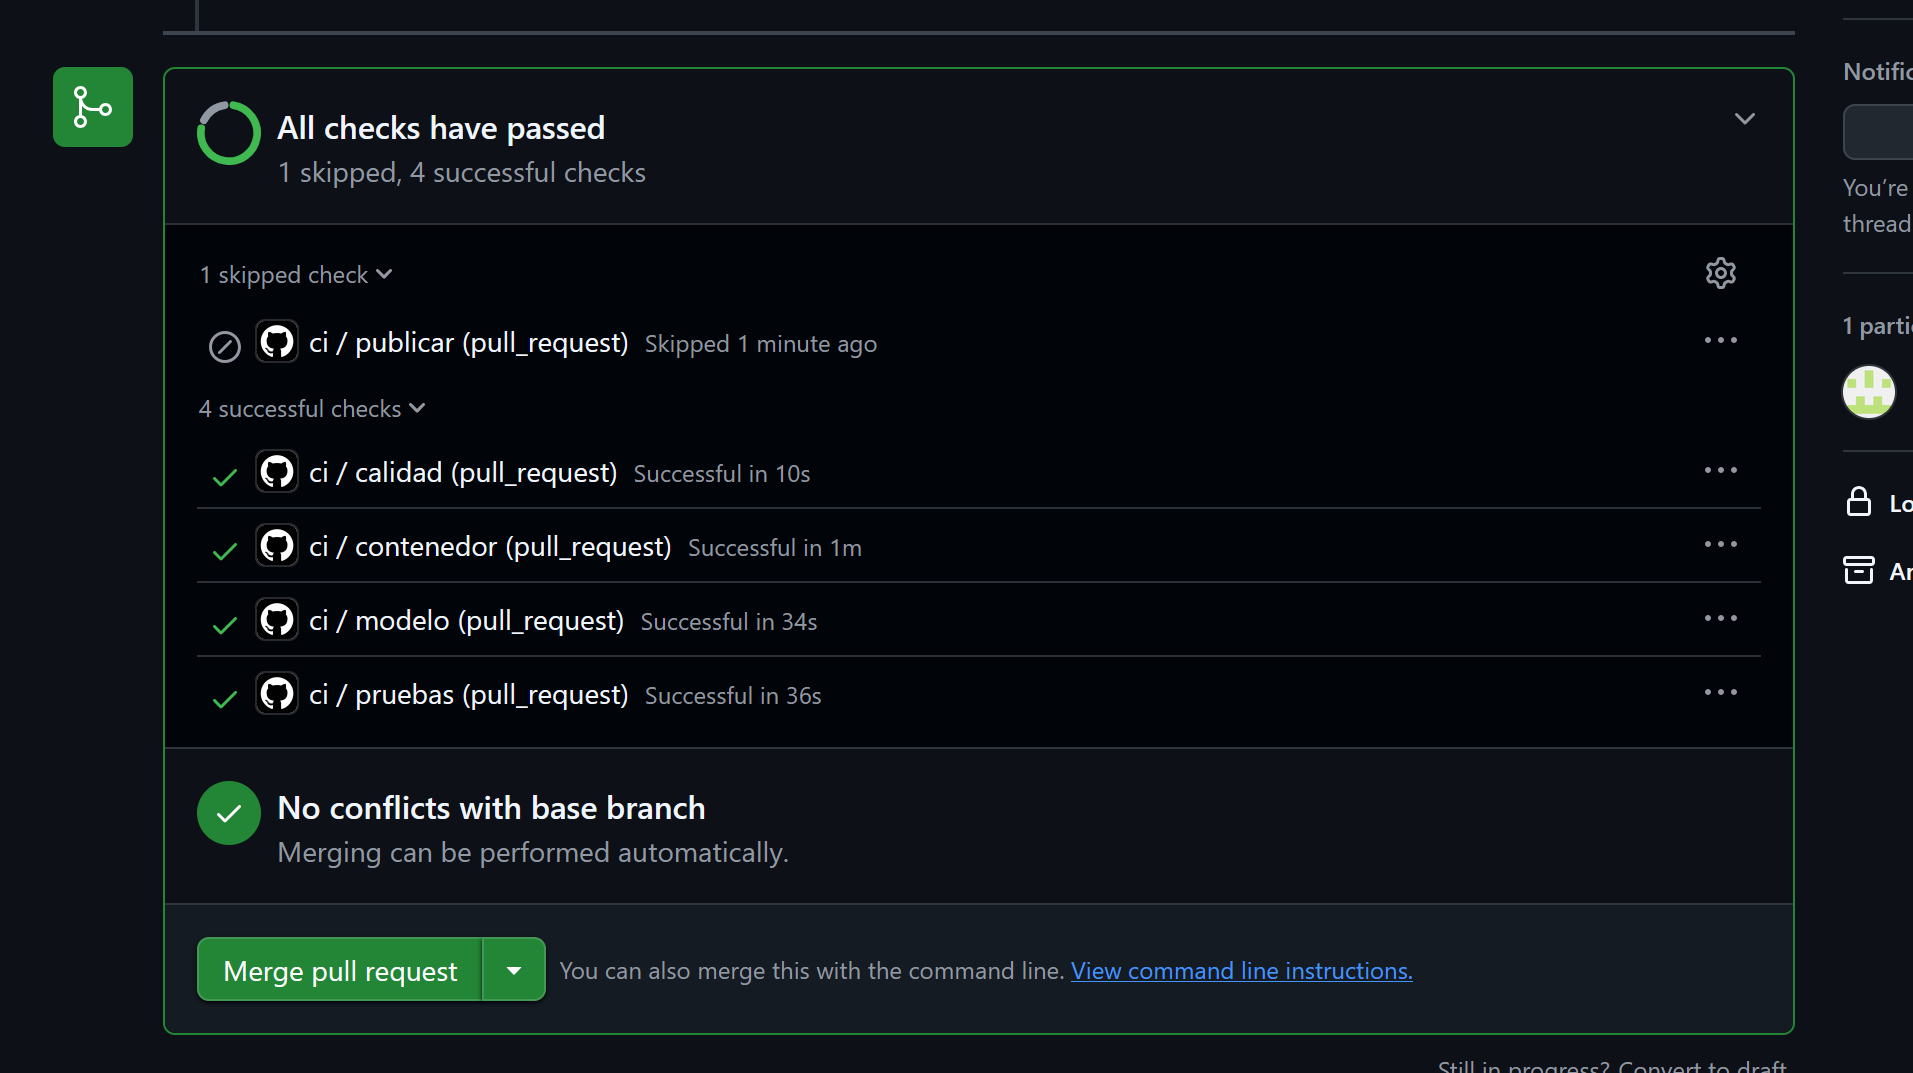 All checks have passed
1 skipped, 4 successful checks
1 skipped check
ci / publicar (pull_request) Skipped 1 minute ago
4 successful checks
ci / calidad (pull_request) Successful in 10s
ci / contenedor (pull_request) Successful in 1m
ci / modelo (pull_request) Successful in 34s
ci / pruebas (pull_request) Successful in 36s
No conflicts with base branch
Merging can be performed automatically.
Merge pull request
You can also merge this with the command line. View command line instructions.
Still in progress? Convert to draft
You're
thread